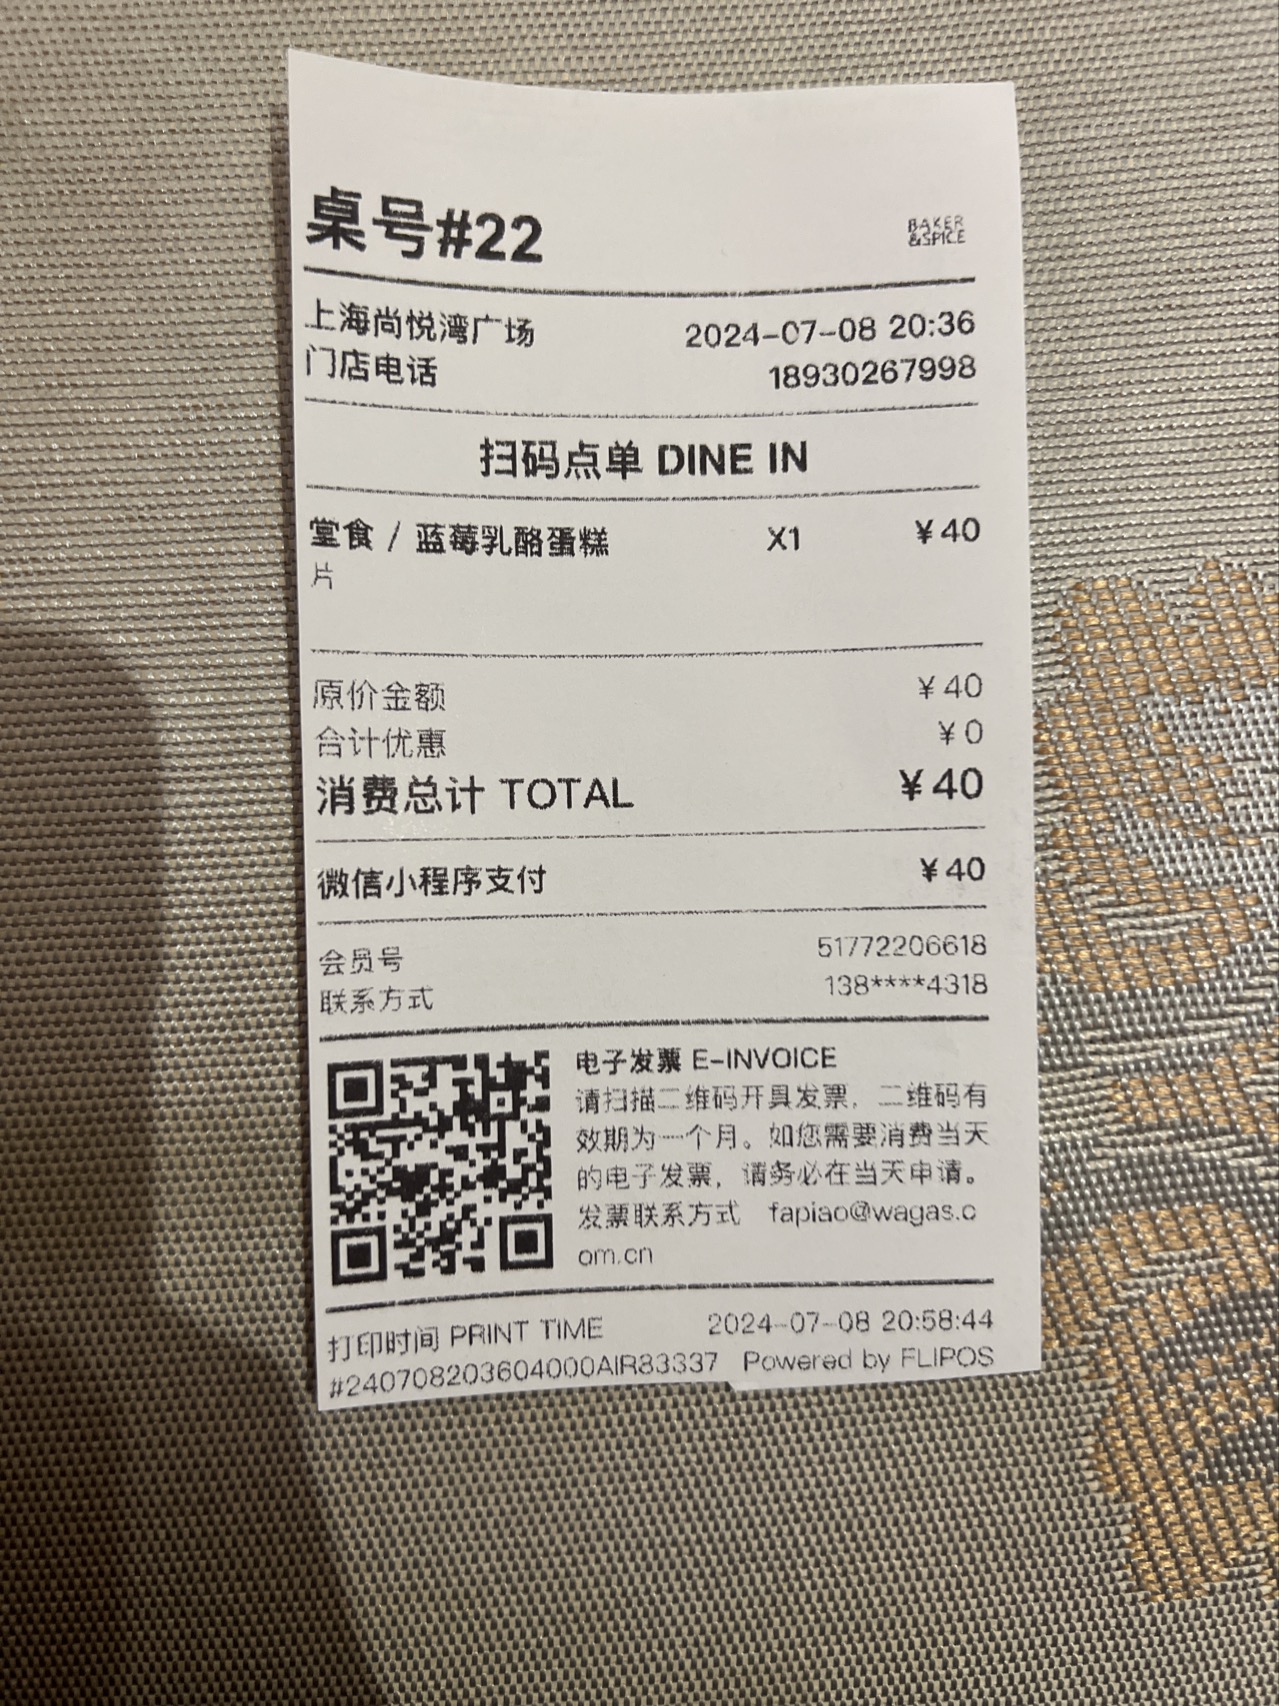 桌号#22
BAKER
&SPICE
上海尚悦湾广场 2024-07-08 20:36
门店电话 18930267998
扫码点单 DINE IN
堂食 / 蓝莓乳酪蛋糕 X1 ¥40
片
原价金额 ¥40
合计优惠 ¥0
消费总计 TOTAL ¥40
微信小程序支付 ¥40
会员号 51772206618
联系方式 138****4318
电子发票 E-INVOICE
请扫描二维码开具发票，二维码有
效期为一个月。如您需要消费当天
的电子发票，请务必在当天申请。
发票联系方式 fapiao@wagas.c
om.cn
打印时间 PRINT TIME 2024-07-08 20:58:44
#240708203604000AIR83337 Powered by FLIPOS